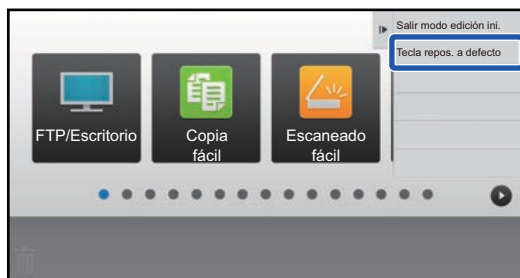 Salir modo edición ini.
Tecla repos. a defecto
FTP/Escritorio
Copia
fácil
Escaneado
fácil